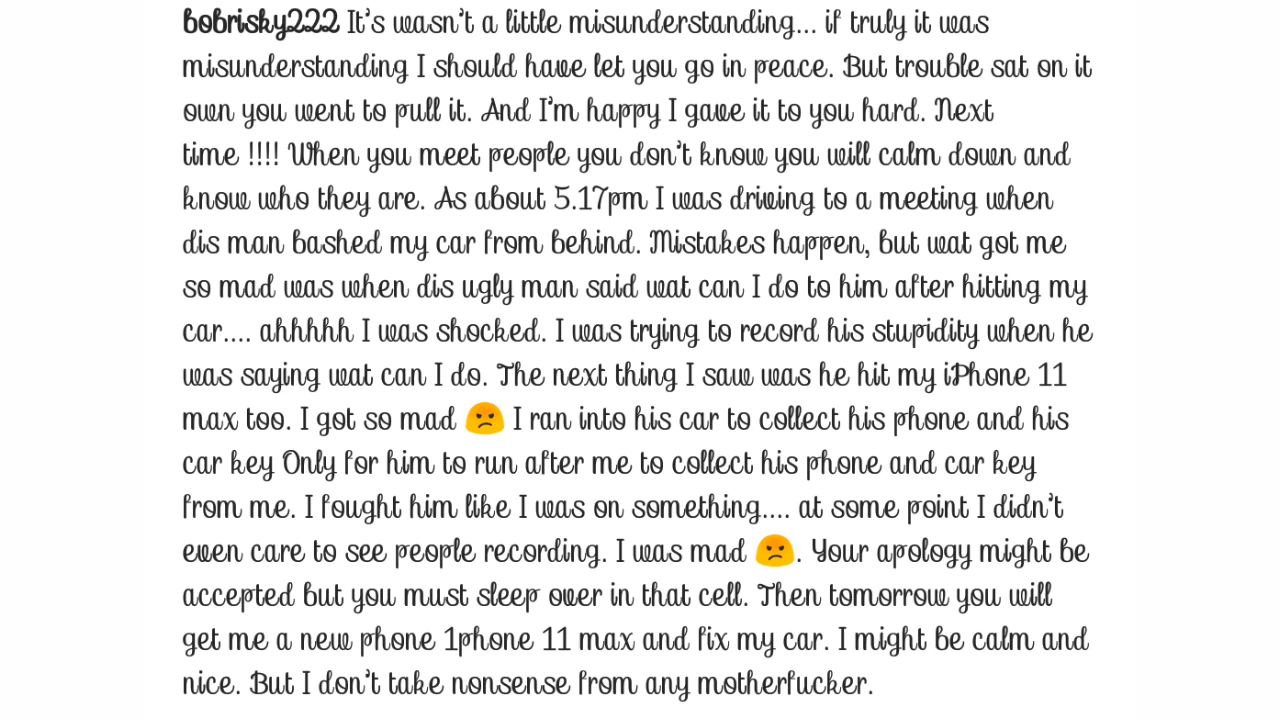 bobrisky222 It's wasn't a little misunderstanding... if truly it was
misunderstanding I should have let you go in peace. But trouble sat on it
own you went to pull it. And I'm happy I gave it to you hard. Next
time !!!! When you meet people you don't know you will calm down and
know who they are. As about 5.17pm I was driving to a meeting when
dis man bashed my car from behind. Mistakes happen, but wat got me
so mad was when dis ugly man said wat can I do to him after hitting my
car.... ahhhhh I was shocked. I was trying to record his stupidity when he
was saying wat can I do. The next thing I saw was he hit my iPhone 11
max too. I got so mad 😡 I ran into his car to collect his phone and his
car key Only for him to run after me to collect his phone and car key
from me. I fought him like I was on something.... at some point I didn't
even care to see people recording. I was mad 😡. Your apology might be
accepted but you must sleep over in that cell. Then tomorrow you will
get me a new phone 1phone 11 max and fix my car. I might be calm and
nice. But I don't take nonsense from any motherfucker.